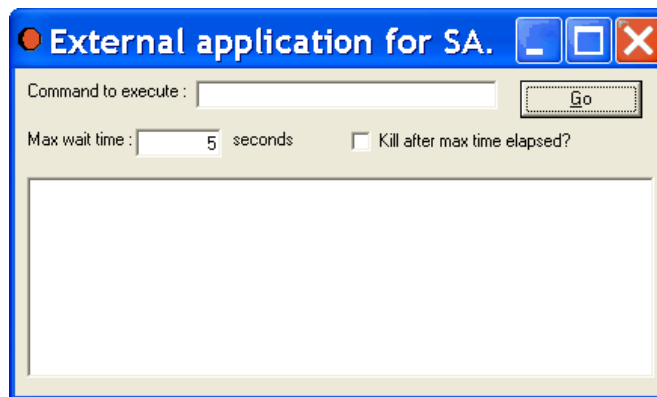 External application for SA.
Command to execute :
Go
Max wait time : 5 seconds
Kill after max time elapsed?